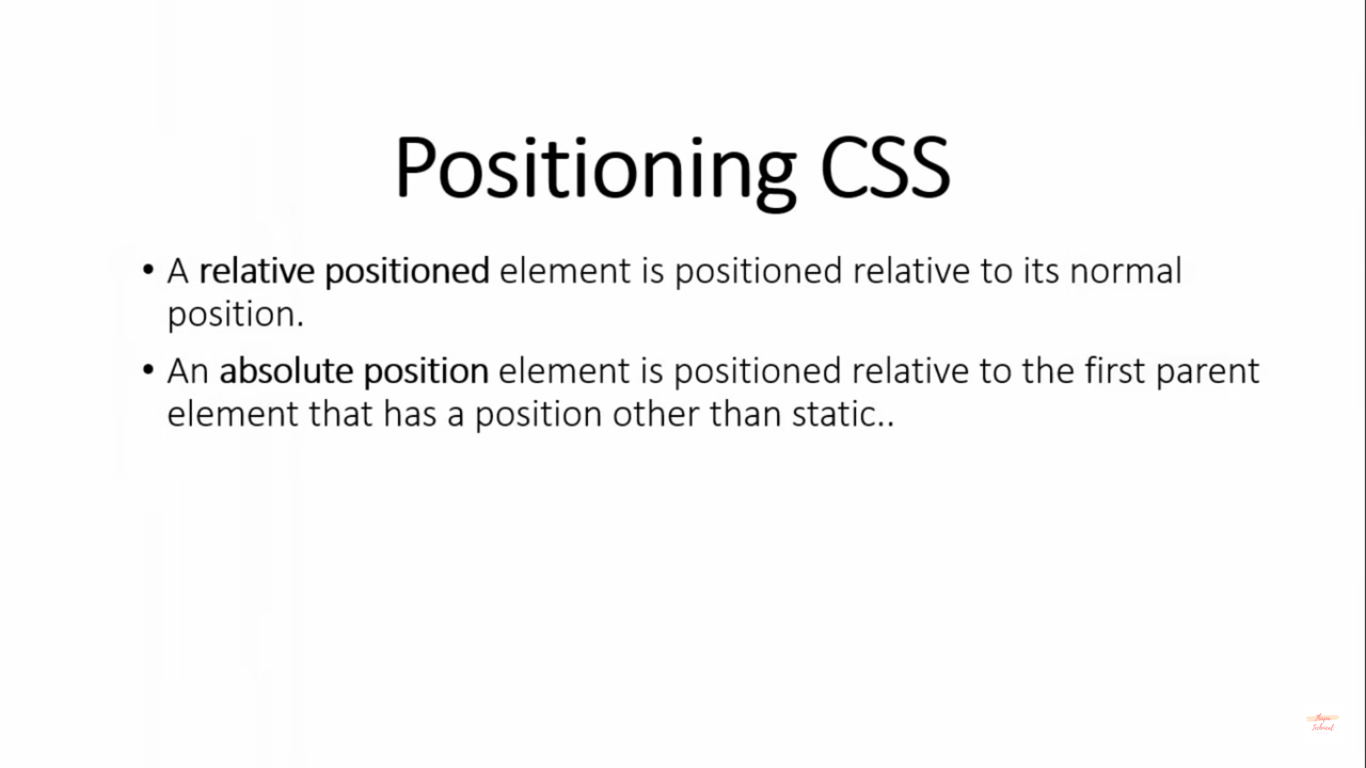 Positioning CSS
• A relative positioned element is positioned relative to its normal
position.
• An absolute position element is positioned relative to the first parent
element that has a position other than static..
Technical